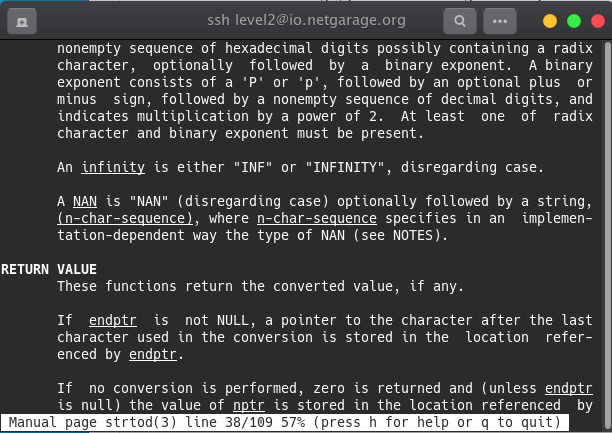 ssh level2@io.netgarage.org
nonempty sequence of hexadecimal digits possibly containing a radix
character, optionally followed by a binary exponent. A binary
exponent consists of a 'P' or 'p', followed by an optional plus or
minus sign, followed by a nonempty sequence of decimal digits, and
indicates multiplication by a power of 2. At least one of radix
character and binary exponent must be present.
An infinity is either "INF" or "INFINITY", disregarding case.
A NAN is "NAN" (disregarding case) optionally followed by a string,
(n-char-sequence), where n-char-sequence specifies in an implemen-
tation-dependent way the type of NAN (see NOTES).
RETURN VALUE
These functions return the converted value, if any.
If endptr is not NULL, a pointer to the character after the last
character used in the conversion is stored in the location refer-
enced by endptr.
If no conversion is performed, zero is returned and (unless endptr
is null) the value of nptr is stored in the location referenced by
Manual page strtod(3) line 38/109 57% (press h for help or q to quit)